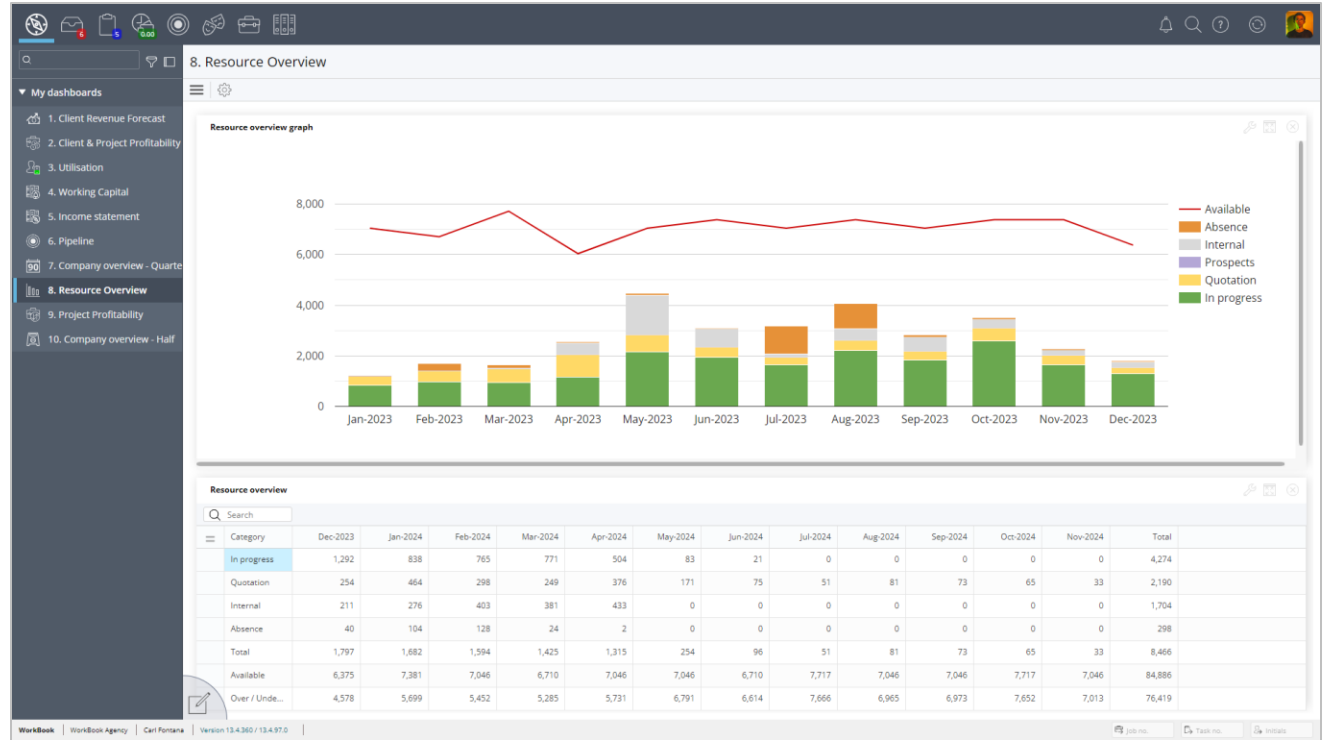 6
5
0.00
8. Resource Overview
My dashboards
1. Client Revenue Forecast
2. Client & Project Profitability
3. Utilisation
4. Working Capital
5. Income statement
6. Pipeline
90 7. Company overview - Quarte
8. Resource Overview
9. Project Profitability
10. Company overview - Half
Resource overview graph
8,000
6,000
4,000
2,000
0
Jan-2023 Feb-2023 Mar-2023 Apr-2023 May-2023 Jun-2023 Jul-2023 Aug-2023 Sep-2023 Oct-2023 Nov-2023 Dec-2023
Available
Absence
Internal
Prospects
Quotation
In progress
Resource overview
Search
Category Dec-2023 Jan-2024 Feb-2024 Mar-2024 Apr-2024 May-2024 Jun-2024 Jul-2024 Aug-2024 Sep-2024 Oct-2024 Nov-2024 Total
In progress 1,292 838 765 771 504 83 21 0 0 0 0 0 4,274
Quotation 254 464 298 249 376 171 75 51 81 73 65 33 2,190
Internal 211 276 403 381 433 0 0 0 0 0 0 0 1,704
Absence 40 104 128 24 2 0 0 0 0 0 0 0 298
Total 1,797 1,682 1,594 1,425 1,315 254 96 51 81 73 65 33 8,466
Available 6,375 7,381 7,046 6,710 7,046 7,046 6,710 7,717 7,046 7,046 7,717 7,046 84,886
Over / Unde... 4,578 5,699 5,452 5,285 5,731 6,791 6,614 7,666 6,965 6,973 7,652 7,013 76,419
WorkBook WorkBook Agency Carl Fontana Version 13.4.360 / 13.4.97.0 Job no. Task no. Initials